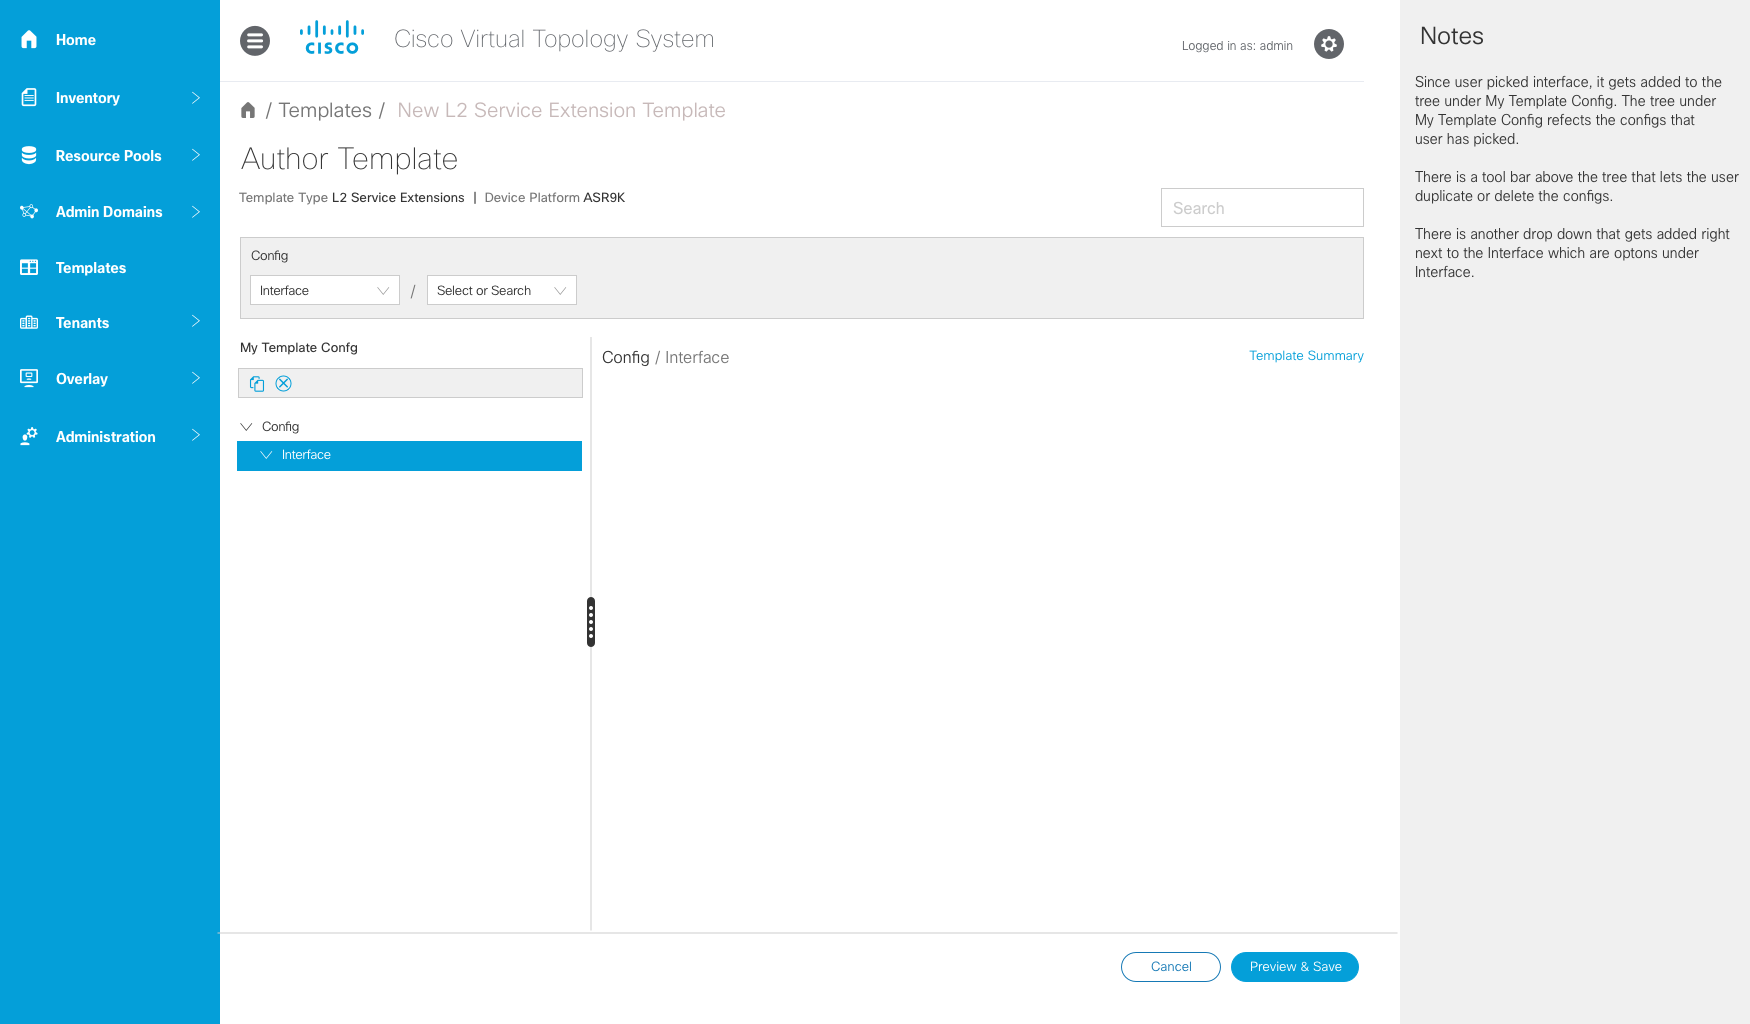 Home
Inventory
Resource Pools
Admin Domains
Templates
Tenants
Overlay
Administration
CISCO
Cisco Virtual Topology System
Logged in as: admin
/ Templates / New L2 Service Extension Template
Author Template
Template Type L2 Service Extensions | Device Platform ASR9K
Search
Config
Interface / Select or Search
My Template Confg
Config
Interface
Config / Interface
Template Summary
Cancel
Preview & Save
Notes
Since user picked interface, it gets added to the
tree under My Template Config. The tree under
My Template Config refects the configs that
user has picked.
There is a tool bar above the tree that lets the user
duplicate or delete the configs.
There is another drop down that gets added right
next to the Interface which are optons under
Interface.